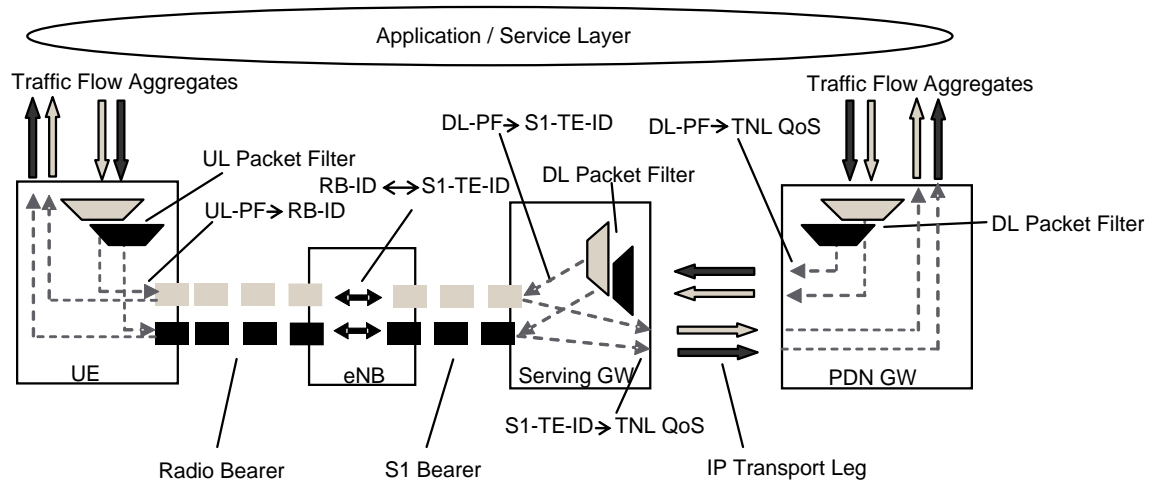 Application / Service Layer
Traffic Flow Aggregates
Traffic Flow Aggregates
DL-PF→S1-TE-ID
DL-PF→TNL QoS
UL Packet Filter
RB-ID ↔ S1-TE-ID
DL Packet Filter
UL-PF→RB-ID
DL Packet Filter
UE
eNB
Serving GW
PDN GW
S1-TE-ID→TNL QoS
Radio Bearer
S1 Bearer
IP Transport Leg